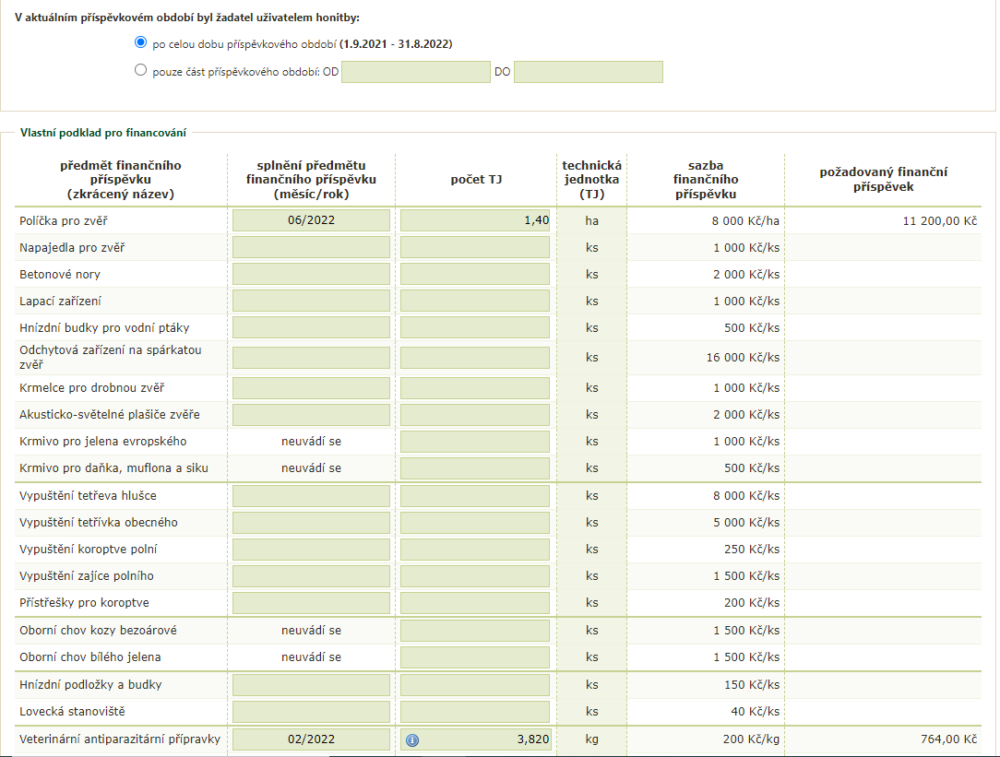 V aktuálním příspěvkovém období byl žadatel uživatelem honitby:
po celou dobu příspěvkového období (1.9.2021 - 31.8.2022)
pouze část příspěvkového období: OD DO
Vlastní podklad pro financování
předmět finančního
příspěvku
(zkrácený název)
splnění předmětu
finančního příspěvku
(měsíc/rok)
počet TJ
technická
jednotka
(TJ)
sazba
finančního
příspěvku
požadovaný finanční
příspěvek
Políčka pro zvěř 06/2022 1,40 ha 8 000 Kč/ha 11 200,00 Kč
Napajedla pro zvěř ks 1 000 Kč/ks
Betonové nory ks 2 000 Kč/ks
Lapací zařízení ks 1 000 Kč/ks
Hnízdní budky pro vodní ptáky ks 500 Kč/ks
Odchytová zařízení na spárkatou
zvěř ks 16 000 Kč/ks
Krmelce pro drobnou zvěř ks 1 000 Kč/ks
Akusticko-světelné plašiče zvěře ks 2 000 Kč/ks
Krmivo pro jelena evropského neuvádí se ks 1 000 Kč/ks
Krmivo pro daňka, muflona a siku neuvádí se ks 500 Kč/ks
Vypuštění tetřeva hlušce ks 8 000 Kč/ks
Vypuštění tetřívka obecného ks 5 000 Kč/ks
Vypuštění koroptve polní ks 250 Kč/ks
Vypuštění zajíce polního ks 1 500 Kč/ks
Přístřešky pro koroptve ks 200 Kč/ks
Oborní chov kozy bezoárové neuvádí se ks 1 500 Kč/ks
Oborní chov bílého jelena neuvádí se ks 1 500 Kč/ks
Hnízdní podložky a budky ks 150 Kč/ks
Lovecká stanoviště ks 40 Kč/ks
Veterinární antiparazitární přípravky 02/2022 3,820 kg 200 Kč/kg 764,00 Kč